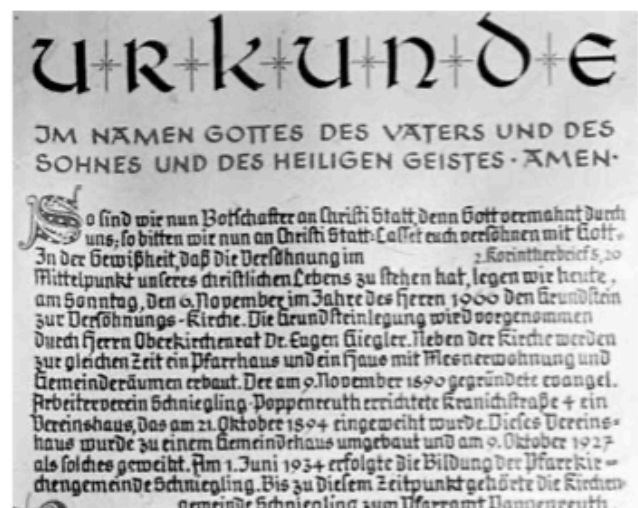 URKUNDE
IM NAMEN GOTTES DES VATERS UND DES
SOHNES UND DES HEILIGEN GEISTES · AMEN ·
So sind wir nun Botschafter an Christi Statt, denn Gott vermahnt durch
uns; so bitten wir nun an Christi Statt: Lasset euch versöhnen mit Gott.
In der Gewißheit, daß die Versöhnung im 2. Korintherbrief 5, 20
Mittelpunkt unseres christlichen Lebens zu stehen hat, legen wir heute,
am Sonntag, den 6. November im Jahre des Herrn 1960 den Grundstein
zur Versöhnungs-Kirche. Die Grundsteinlegung wird vorgenommen
durch Herrn Oberkirchenrat Dr. Eugen Giegler. Neben der Kirche werden
zur gleichen Zeit ein Pfarrhaus und ein Haus mit Mesnerwohnung und
Gemeinderäumen erbaut. Der am 9. November 1890 gegründete evangel.
Arbeiterverein Schniegling-Poppenreuth errichtete Kranichstraße 4 ein
Vereinshaus, das am 21. Oktober 1894 eingeweiht wurde. Dieses Vereins-
haus wurde zu einem Gemeindehaus umgebaut und am 9. Oktober 1927
als solches geweiht. Am 1. Juni 1934 erfolgte die Bildung der Pfarrkir-
chengemeinde Schniegling. Bis zu diesem Zeitpunkt gehörte die Kirchen-
gemeinde Schniegling zum Pfarramt Poppenreuth